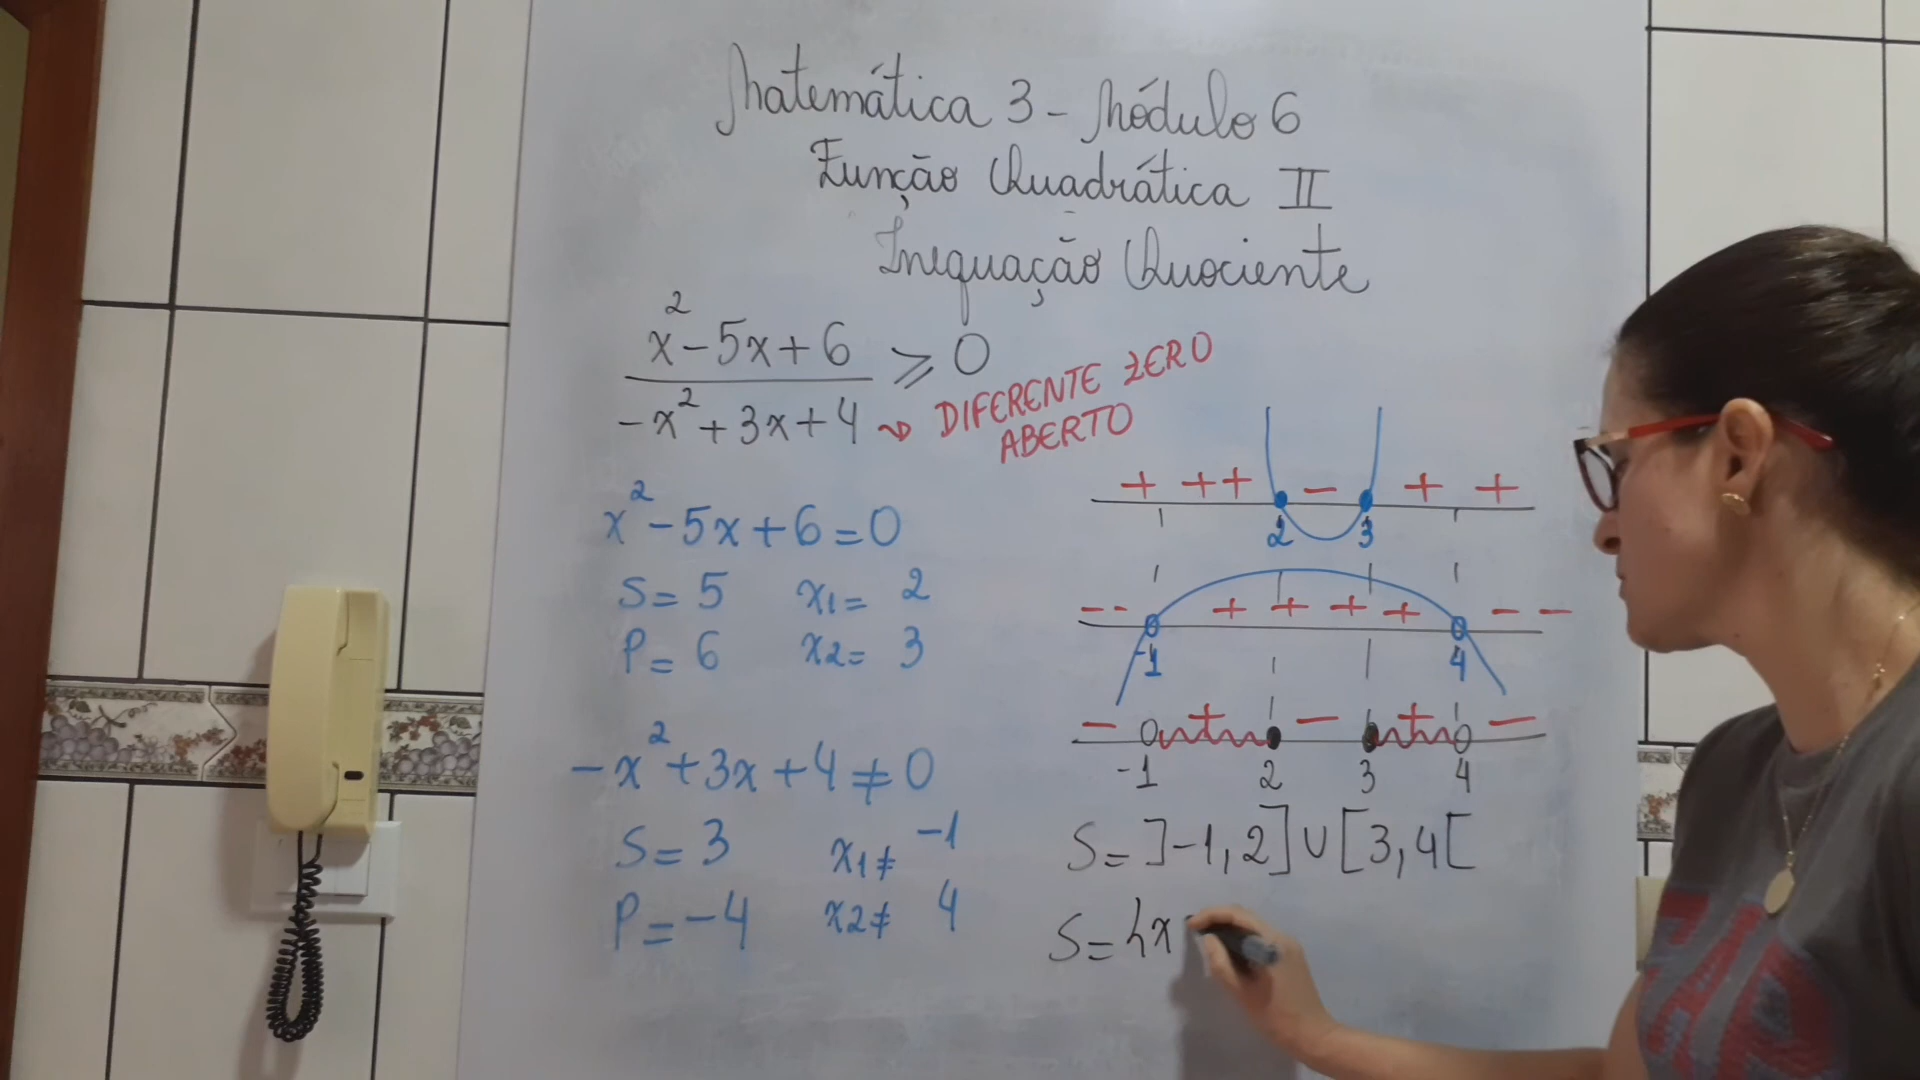 Matemática 3 - Módulo 6
Função Quadrática II
Inequação Quociente
x² - 5x + 6 ≥ 0
-x² + 3x + 4 → DIFERENTE ZERO
ABERTO
x² - 5x + 6 = 0
S = 5 x1 = 2
P = 6 x2 = 3
-x² + 3x + 4 ≠ 0
S = 3 x1 ≠ -1
P = -4 x2 ≠ 4
+ + + - + +
2 3
- - + + + + - -
-1 4
- + - + -
-1 2 3 4
S = ]-1, 2] ∪ [3, 4[
S = {x